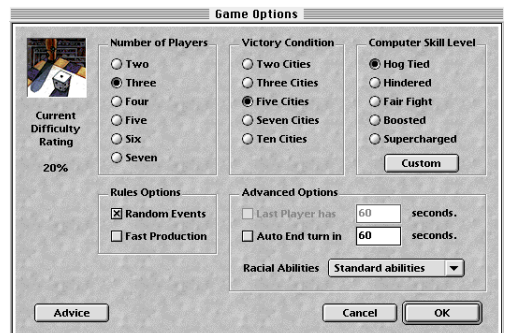 Game Options
Current
Difficulty
Rating
20%
Number of Players
Two
Three
Four
Five
Six
Seven
Victory Condition
Two Cities
Three Cities
Five Cities
Seven Cities
Ten Cities
Computer Skill Level
Hog Tied
Hindered
Fair Fight
Boosted
Supercharged
Custom
Rules Options
Random Events
Fast Production
Advanced Options
Last Player has 60 seconds.
Auto End turn in 60 seconds.
Racial Abilities Standard abilities
Advice Cancel OK